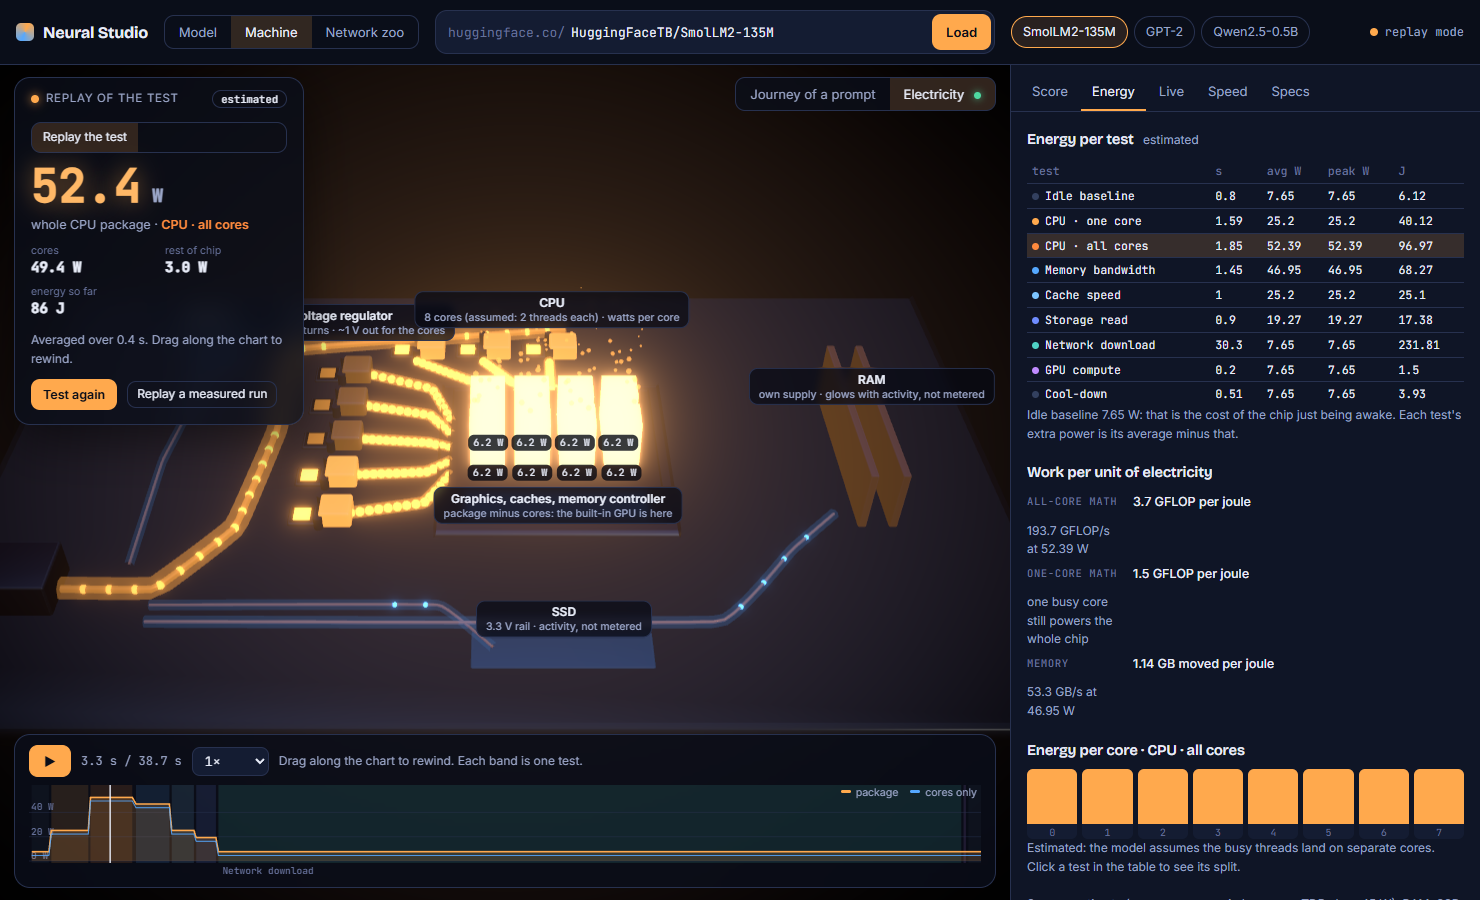 Neural Studio
Model
Machine
Network zoo
huggingface.co/ HuggingFaceTB/SmolLM2-135M
Load
SmolLM2-135M
GPT-2
Qwen2.5-0.5B
replay mode
REPLAY OF THE TEST
estimated
Replay the test
52.4 W
whole CPU package · CPU · all cores
cores
rest of chip
49.4 W
3.0 W
energy so far
86 J
Averaged over 0.4 s. Drag along the chart to
rewind.
Test again
Replay a measured run
Journey of a prompt
Electricity
ltage regulator
turns · ~1 V out for the cores
CPU
8 cores (assumed: 2 threads each) · watts per core
RAM
own supply · glows with activity, not metered
6.2 W 6.2 W 6.2 W 6.2 W
6.2 W 6.2 W 6.2 W 6.2 W
Graphics, caches, memory controller
package minus cores: the built-in GPU is here
SSD
3.3 V rail · activity, not metered
3.3 s / 38.7 s
1×
Drag along the chart to rewind. Each band is one test.
package
cores only
40 W
20 W
0 W
Network download
Score
Energy
Live
Speed
Specs
Energy per test estimated
test s avg W peak W J
Idle baseline 0.8 7.65 7.65 6.12
CPU · one core 1.59 25.2 25.2 40.12
CPU · all cores 1.85 52.39 52.39 96.97
Memory bandwidth 1.45 46.95 46.95 68.27
Cache speed 1 25.2 25.2 25.1
Storage read 0.9 19.27 19.27 17.38
Network download 30.3 7.65 7.65 231.81
GPU compute 0.2 7.65 7.65 1.5
Cool-down 0.51 7.65 7.65 3.93
Idle baseline 7.65 W: that is the cost of the chip just being awake. Each test's
extra power is its average minus that.
Work per unit of electricity
ALL-CORE MATH 3.7 GFLOP per joule
193.7 GFLOP/s
at 52.39 W
ONE-CORE MATH 1.5 GFLOP per joule
one busy core
still powers the
whole chip
MEMORY 1.14 GB moved per joule
53.3 GB/s at
46.95 W
Energy per core · CPU · all cores
0 1 2 3 4 5 6 7
Estimated: the model assumes the busy threads land on separate cores.
Click a test in the table to see its split.